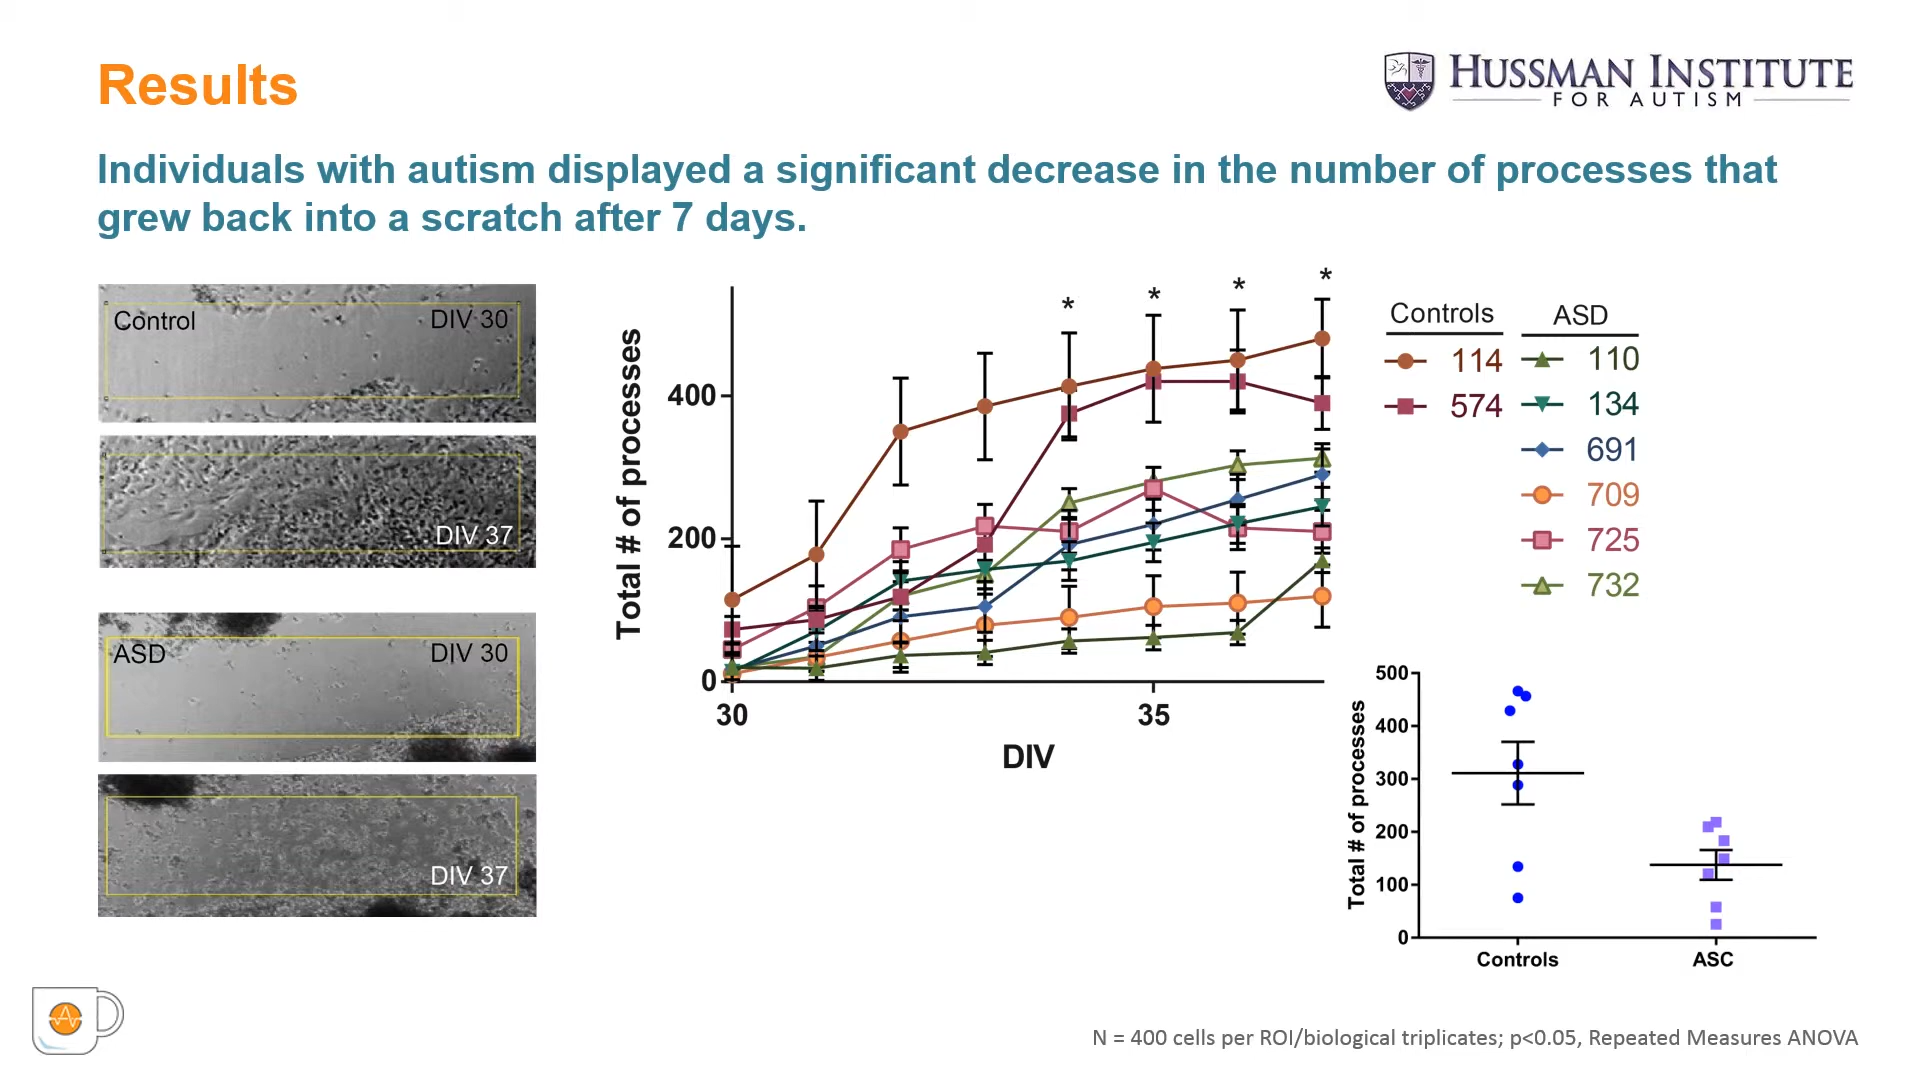 Results
HUSSMAN INSTITUTE
FOR AUTISM
Individuals with autism displayed a significant decrease in the number of processes that
grew back into a scratch after 7 days.
Control
DIV 30
DIV 37
ASD
DIV 30
DIV 37
Total # of processes
400
200
0
30
35
DIV
*
*
*
*
Controls
114
574
ASD
110
134
691
709
725
732
Total # of processes
500
400
300
200
100
0
Controls
ASC
N = 400 cells per ROI/biological triplicates; p<0.05, Repeated Measures ANOVA